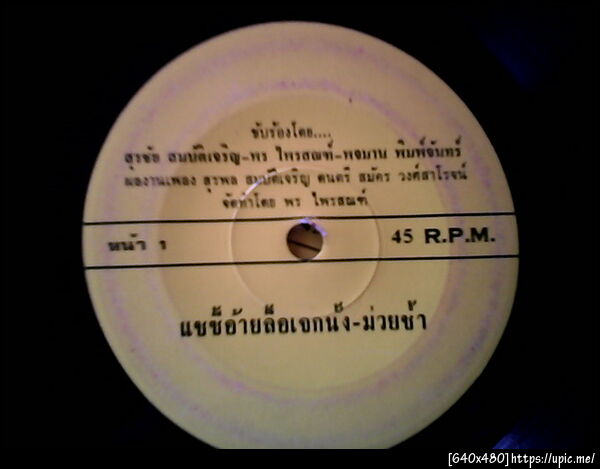 ขับร้องโดย....
สุรชัย สมบัติเจริญ-พร ไพรสณฑ์-พจมาน พิมพ์จันทร์
ผลงานเพลง สุรพล สมบัติเจริญ ดนตรี สมัคร วงศ์สาโรจน์
จัดทำโดย พร ไพรสณฑ์
หน้า 1
45 R.P.M.
แซซี้อ้ายลือเจกนั้ง-ม่วยช้ำ
[640x480]https://upic.me/